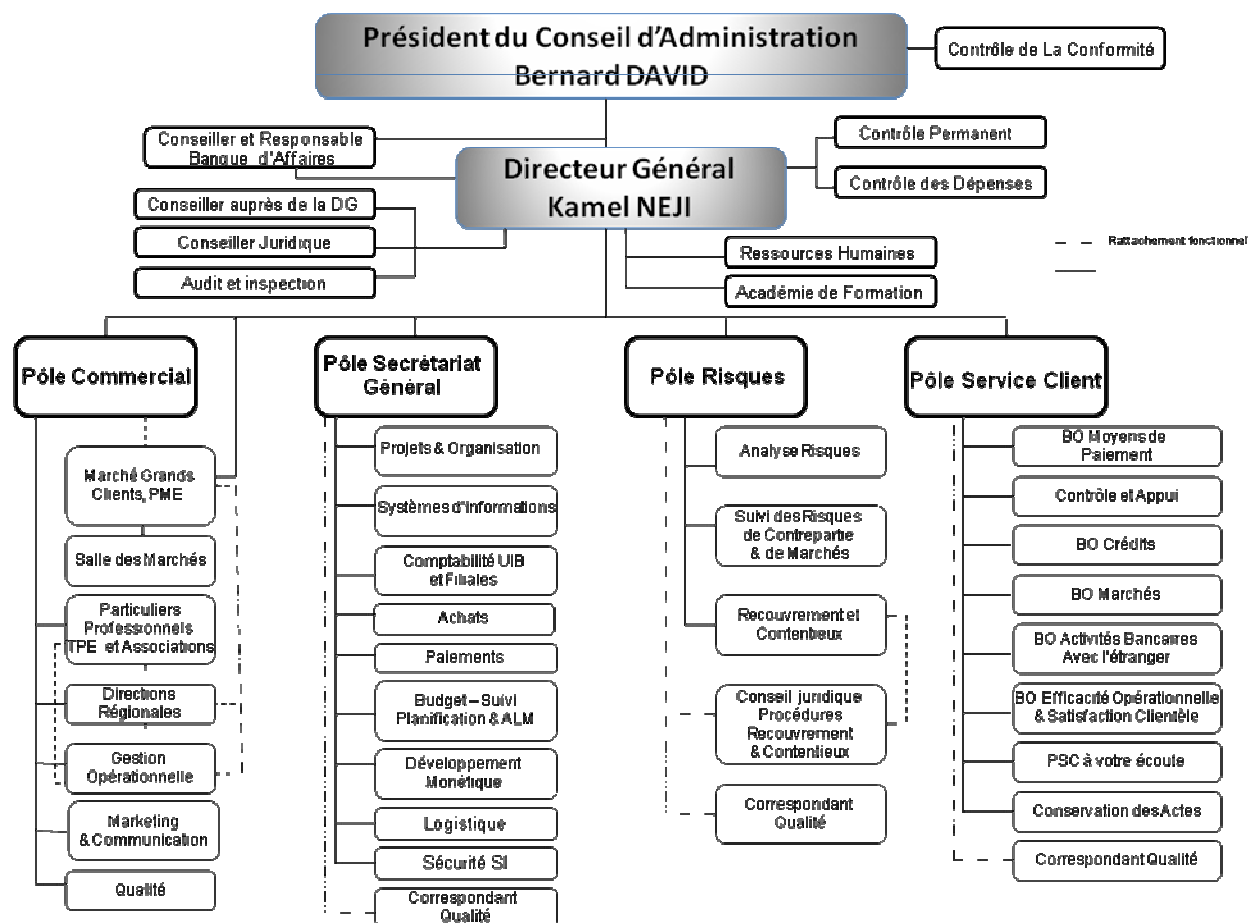 Président du Conseil d'Administration
Bernard DAVID
Contrôle de La Conformité
Conseiller et Responsable
Banque d'Affaires
Directeur Général
Kamel NEJI
Contrôle Permanent
Contrôle des Dépenses
Conseiller auprès de la DG
Conseiller Juridique
Audit et inspection
Ressources Humaines
Académie de Formation
Rattachement fonctionnel
Pôle Commercial
Marché Grands
Clients, PME
Salle des Marchés
Particuliers
Professionnels
TPE et Associations
Directions
Régionales
Gestion
Opérationnelle
Marketing
& Communication
Qualité
Pôle Secrétariat
Général
Projets & Organisation
Systèmes d'Informations
Comptabilité UIB
et Filiales
Achats
Paiements
Budget – Suivi
Planification & ALM
Développement
Monétique
Logistique
Sécurité SI
Correspondant
Qualité
Pôle Risques
Analyse Risques
Suivi des Risques
de Contrepartie
& de Marchés
Recouvrement et
Contentieux
Conseil juridique
Procédures
Recouvrement
& Contentieux
Correspondant
Qualité
Pôle Service Client
BO Moyens de
Paiement
Contrôle et Appui
BO Crédits
BO Marchés
BO Activités Bancaires
Avec l'étranger
BO Efficacité Opérationnelle
& Satisfaction Clientèle
PSC à votre écoute
Conservation des Actes
Correspondant Qualité